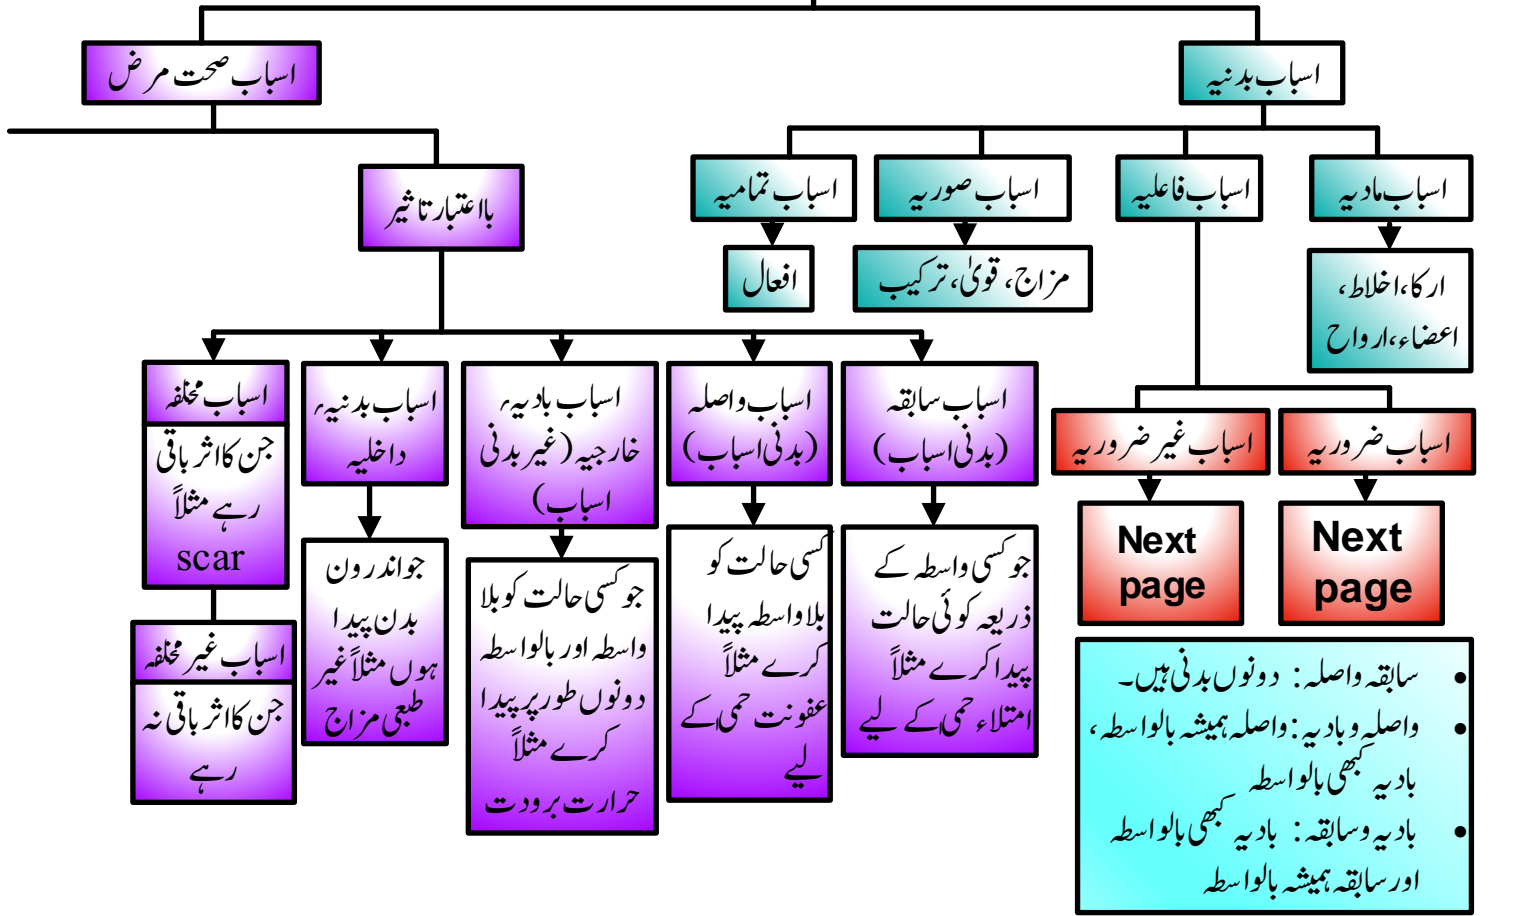 اسباب بدنیہ
اسباب صحت مرض
اسباب مادیہ
اسباب فاعلیہ
اسباب صوریہ
اسباب تمامیہ
ارکا، اخلاط،
اعضاء، ارواح
مزاج، قویٰ، ترکیب
افعال
بااعتبار تاثیر
اسباب ضروریہ
اسباب غیر ضروریہ
Next
page
Next
page
اسباب سابقہ
(بدنی اسباب)
جو کسی واسطہ کے
ذریعہ کوئی حالت
پیدا کرے مثلاً
امتلاء حمی کے لیے
اسباب واصلہ
(بدنی اسباب)
کسی حالت کو
بلا واسطہ پیدا
کرے مثلاً
عفونت حمی کے
لیے
اسباب بادیہ،
خارجیہ (غیر بدنی
اسباب)
جو کسی حالت کو بلا
واسطہ اور بالواسطہ
دونوں طور پر پیدا
کرے مثلاً
حرارت برودت
اسباب بدنیہ،
داخلیہ
جو اندرون
بدن پیدا
ہوں مثلاً غیر
طبعی مزاج
اسباب مخلفہ
جن کا اثر باقی
رہے مثلاً
scar
اسباب غیر مخلفہ
جن کا اثر باقی نہ
رہے
• سابقہ واصلہ: دونوں بدنی ہیں۔
• واصلہ و بادیہ: واصلہ ہمیشہ بالواسطہ،
بادیہ کبھی بالواسطہ
• بادیہ و سابقہ: بادیہ کبھی بالواسطہ
اور سابقہ ہمیشہ بالواسطہ